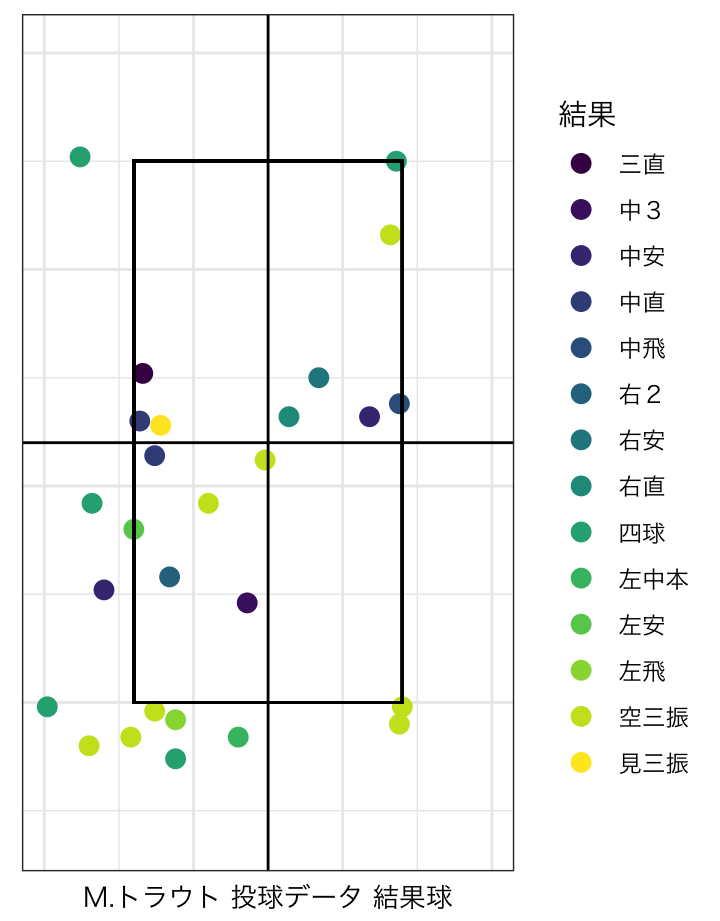 結果
三直
中３
中安
中直
中飛
右２
右安
右直
四球
左中本
左安
左飛
空三振
見三振
M.トラウト 投球データ 結果球